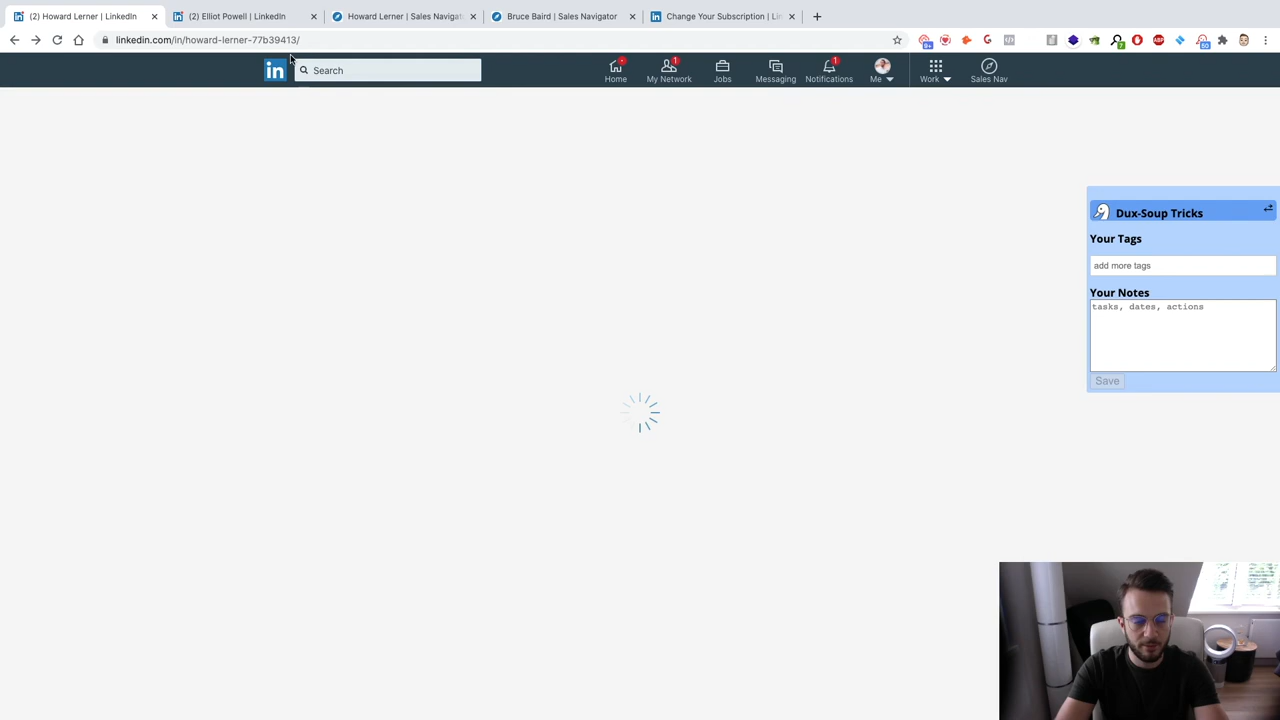 (2) Howard Lerner | LinkedIn
(2) Elliot Powell | LinkedIn
Howard Lerner | Sales Navigat
Bruce Baird | Sales Navigator
Change Your Subscription | Lin
linkedin.com/in/howard-lerner-77b39413/
Search
Home
My Network
Jobs
Messaging
Notifications
Me
Work
Sales Nav
Dux-Soup Tricks
Your Tags
add more tags
Your Notes
tasks, dates, actions
Save